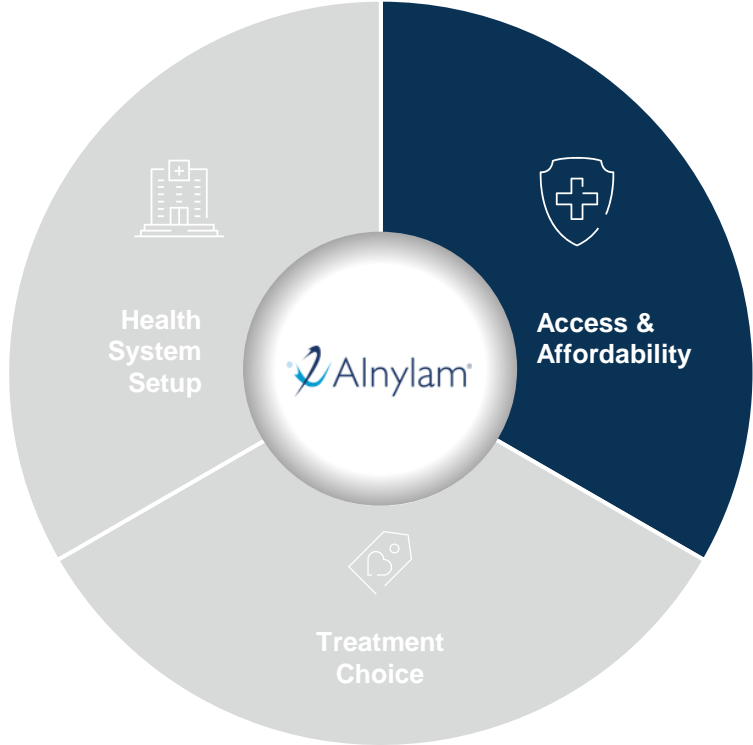 Health
System
Setup
Access &
Affordability
Alnylam®
Treatment
Choice